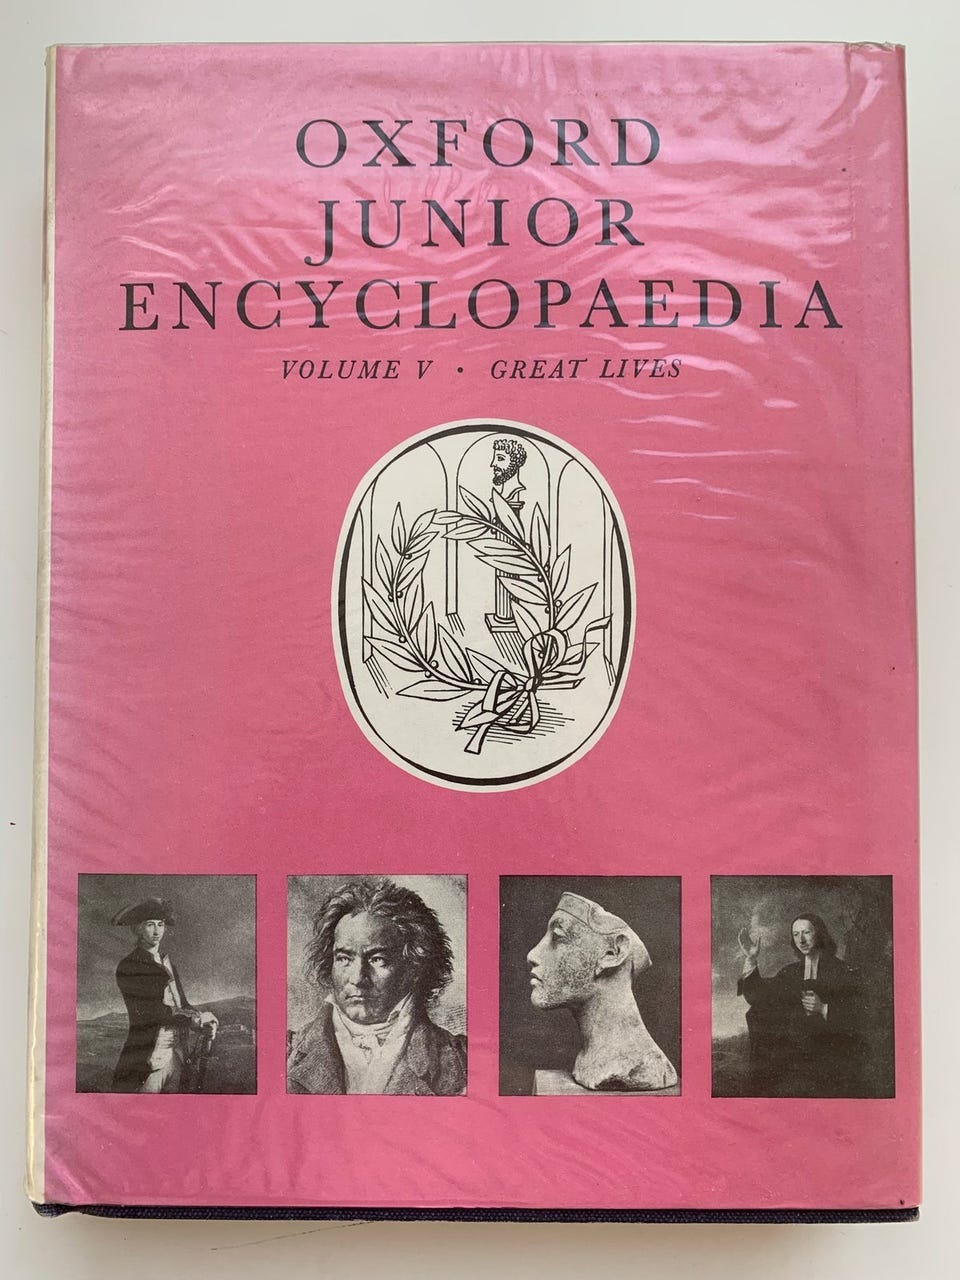 OXFORD
JUNIOR
ENCYCLOPAEDIA
VOLUME V · GREAT LIVES